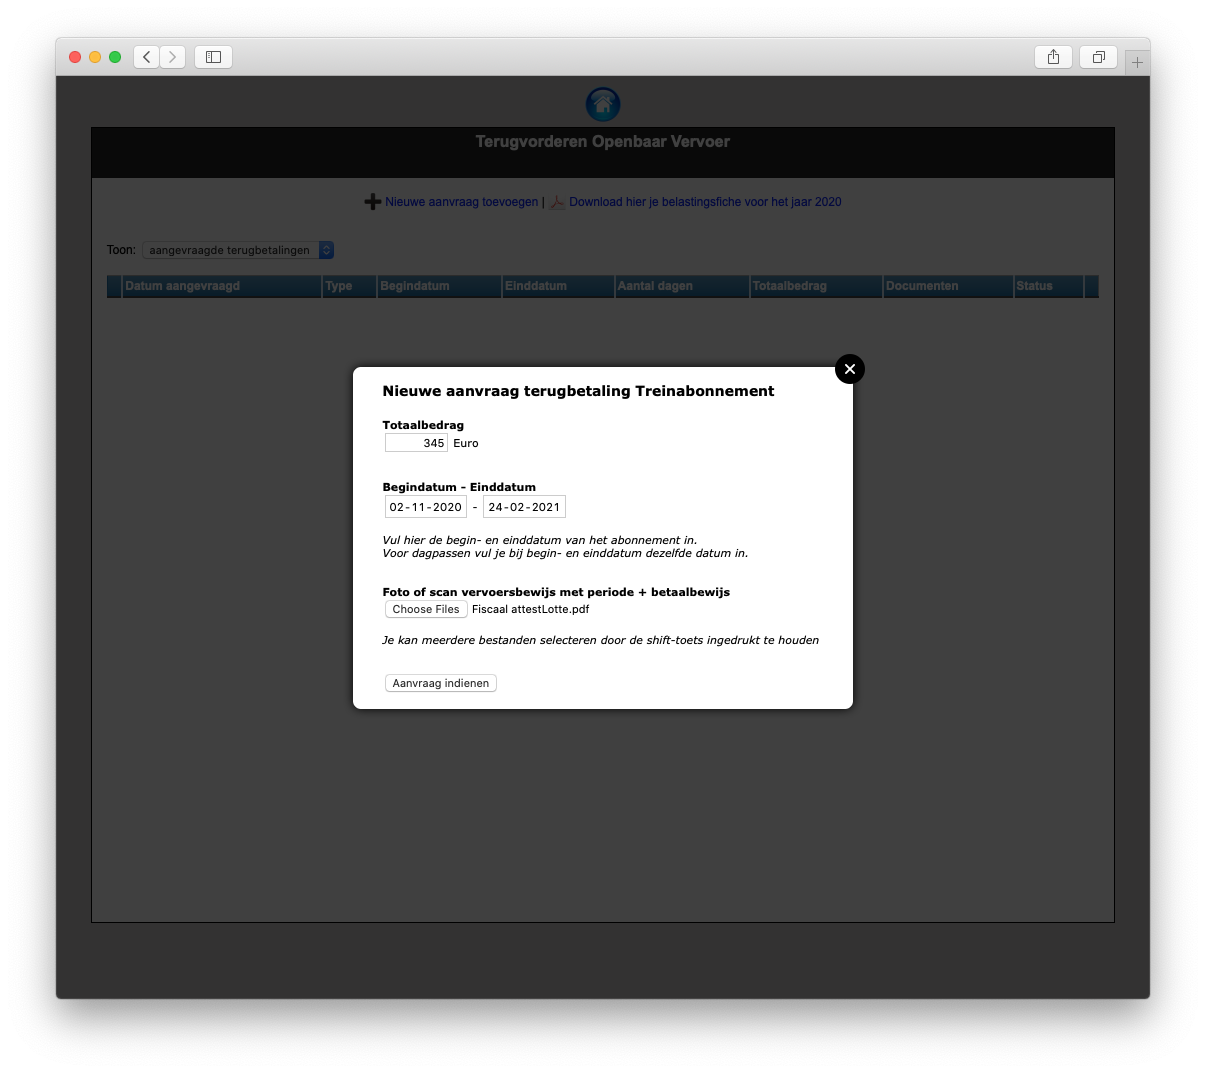 Terugvorderen Openbaar Vervoer
Nieuwe aanvraag toevoegen | Download hier je belastingsfiche voor het jaar 2020
Toon: aangevraagde terugbetalingen
Datum aangevraagd Type Begindatum Einddatum Aantal dagen Totaalbedrag Documenten Status
Nieuwe aanvraag terugbetaling Treinabonnement
Totaalbedrag
345 Euro
Begindatum - Einddatum
02-11-2020 - 24-02-2021
Vul hier de begin- en einddatum van het abonnement in.
Voor dagpassen vul je bij begin- en einddatum dezelfde datum in.
Foto of scan vervoersbewijs met periode + betaalbewijs
Choose Files Fiscaal attestLotte.pdf
Je kan meerdere bestanden selecteren door de shift-toets ingedrukt te houden
Aanvraag indienen